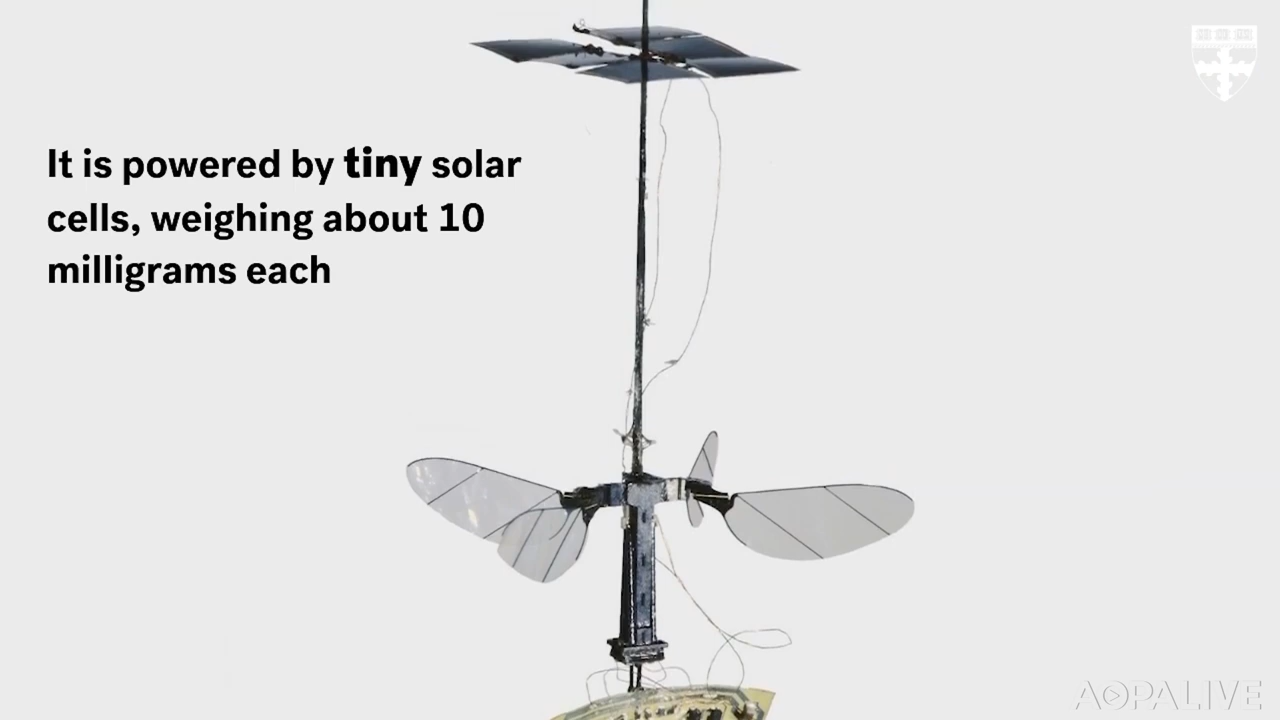 It is powered by tiny solar
cells, weighing about 10
milligrams each
AOPA LIVE